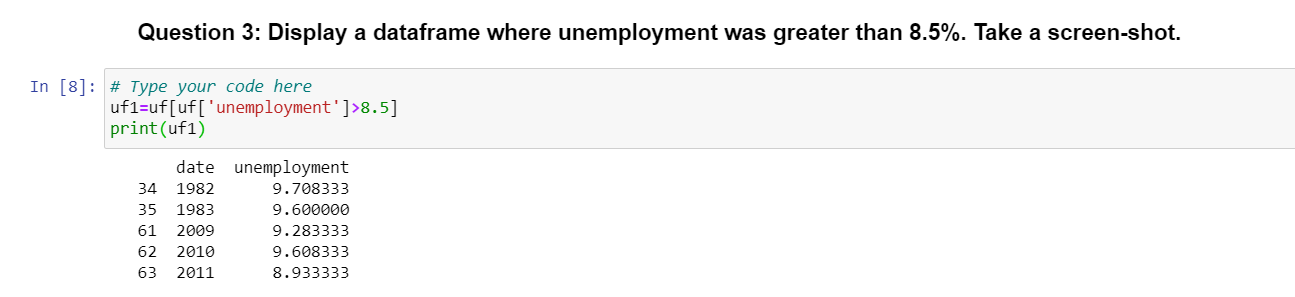 Question 3: Display a dataframe where unemployment was greater than 8.5%. Take a screen-shot.
In [8]: # Type your code here
uf1=uf[uf['unemployment']>8.5]
print(uf1)
date unemployment
34 1982 9.708333
35 1983 9.600000
61 2009 9.283333
62 2010 9.608333
63 2011 8.933333